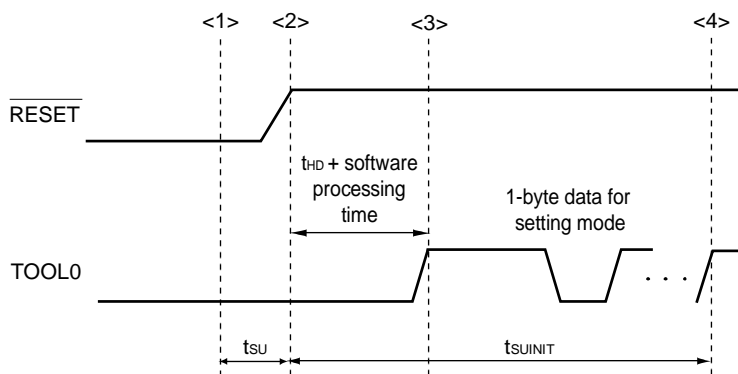 <1> <2> <3> <4>
RESET
tHD + software
processing
time
1-byte data for
setting mode
TOOL0
. . .
tSU tSUINIT